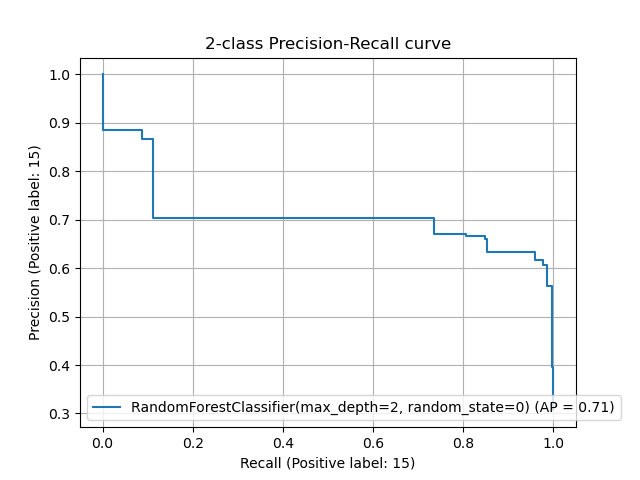 2-class Precision-Recall curve
1.0
0.9
0.8
0.7
0.6
0.5
0.4
0.3
Precision (Positive label: 15)
RandomForestClassifier(max_depth=2, random_state=0) (AP = 0.71)
0.0 0.2 0.4 0.6 0.8 1.0
Recall (Positive label: 15)